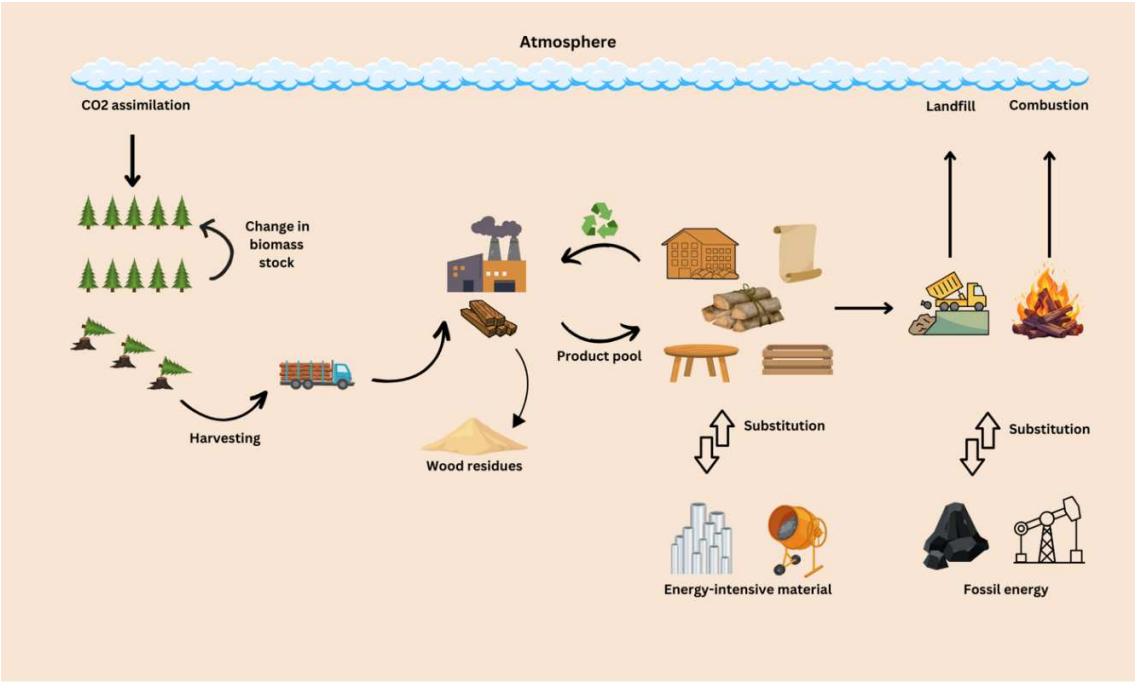 Atmosphere
CO2 assimilation
Landfill
Combustion
Change in
biomass
stock
Product pool
Harvesting
Wood residues
Substitution
Substitution
Energy-intensive material
Fossil energy